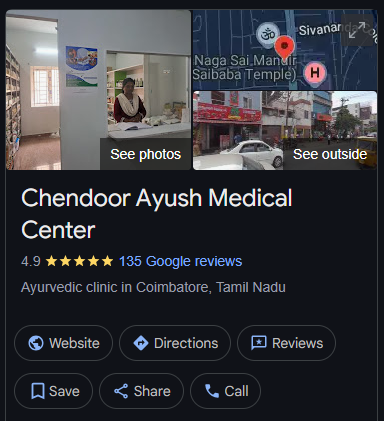 ॐ
Sivanand
Naga Sai Mandir
Saibaba Temple)
H
See photos
See outside
Chendoor Ayush Medical
Center
4.9
135 Google reviews
Ayurvedic clinic in Coimbatore, Tamil Nadu
Website
Directions
Reviews
Save
Share
Call